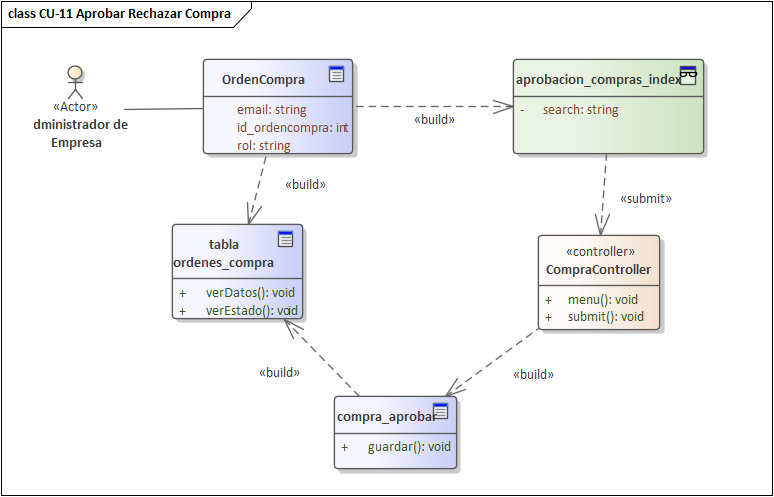 class CU-11 Aprobar Rechazar Compra
«Actor»
dministrador de
Empresa
OrdenCompra
email: string
id_ordencompra: int
rol: string
«build»
aprobacion_compras_index
- search: string
«build»
«submit»
tabla
ordenes_compra
+ verDatos(): void
+ verEstado(): void
«controller»
CompraController
+ menu(): void
+ submit(): void
«build»
«build»
compra_aprobar
+ guardar(): void